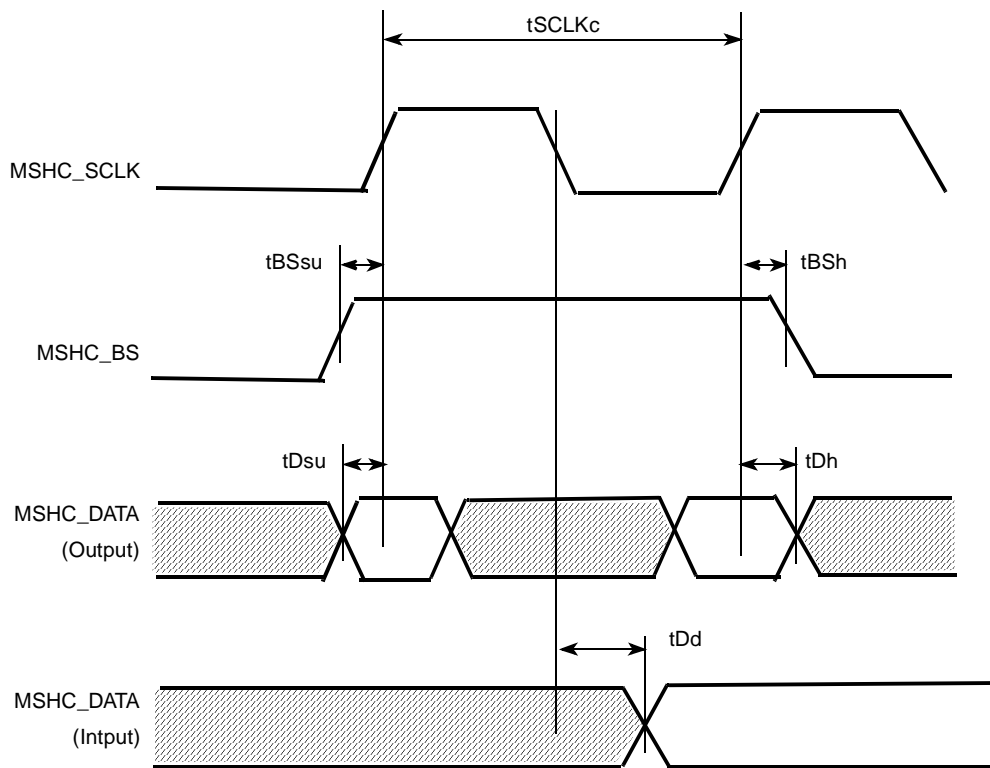 tSCLKc
MSHC_SCLK
tBSsu
tBSh
MSHC_BS
tDsu
tDh
MSHC_DATA
(Output)
tDd
MSHC_DATA
(Intput)